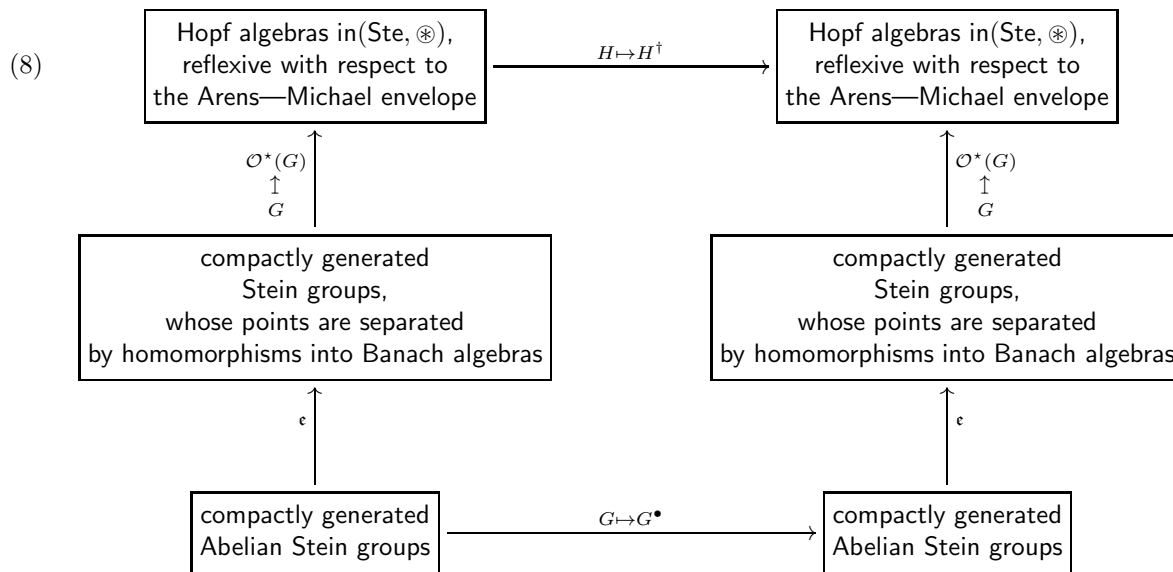 (8)
Hopf algebras in(Ste, ⊛),
reflexive with respect to
the Arens—Michael envelope
H↦H†
Hopf algebras in(Ste, ⊛),
reflexive with respect to
the Arens—Michael envelope
𝒪⋆(G)
↥
G
𝒪⋆(G)
↥
G
compactly generated
Stein groups,
whose points are separated
by homomorphisms into Banach algebras
compactly generated
Stein groups,
whose points are separated
by homomorphisms into Banach algebras
𝔢
𝔢
compactly generated
Abelian Stein groups
G↦G•
compactly generated
Abelian Stein groups